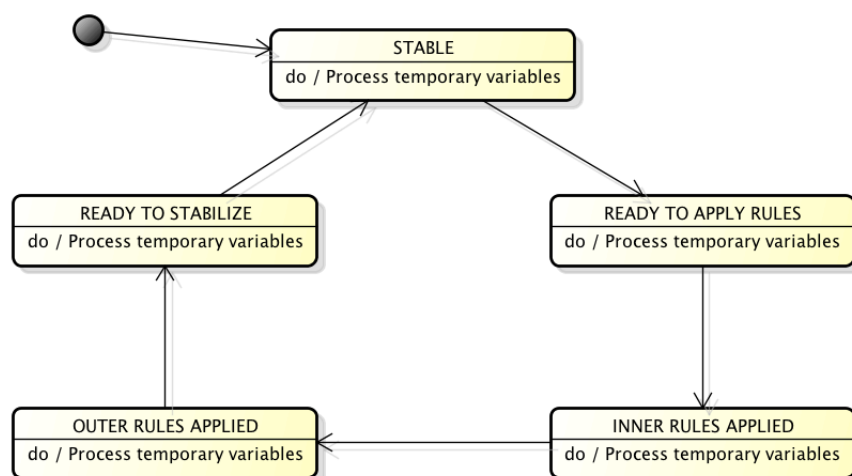 STABLE
do / Process temporary variables
READY TO STABILIZE
do / Process temporary variables
READY TO APPLY RULES
do / Process temporary variables
OUTER RULES APPLIED
do / Process temporary variables
INNER RULES APPLIED
do / Process temporary variables